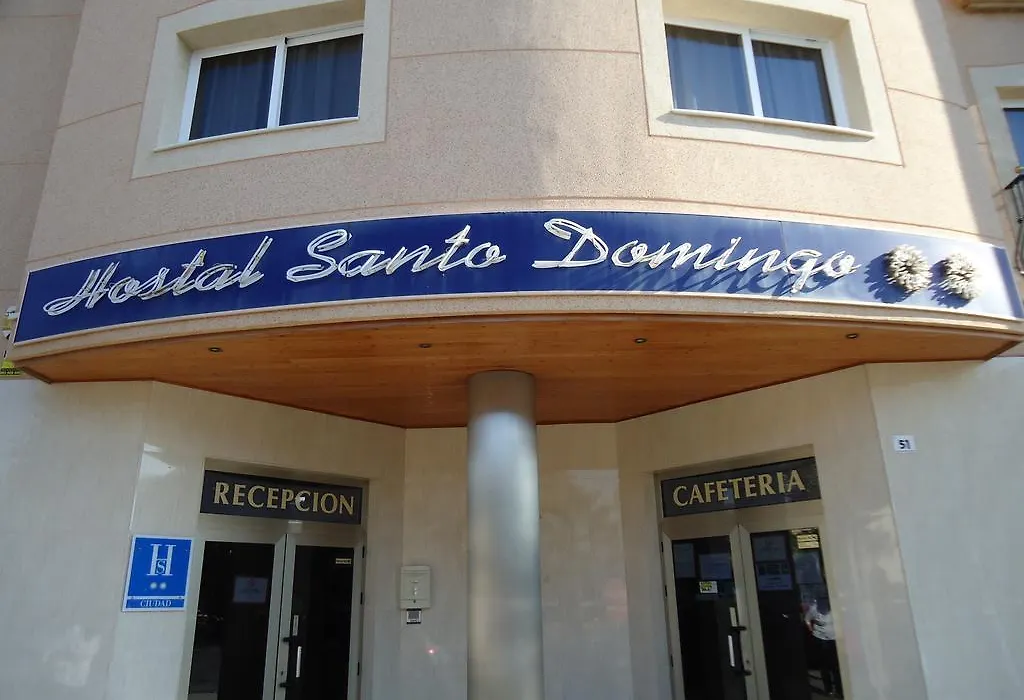 Hostal Santo Domingo
RECEPCION
CAFETERIA
51
HS
CIUDAD